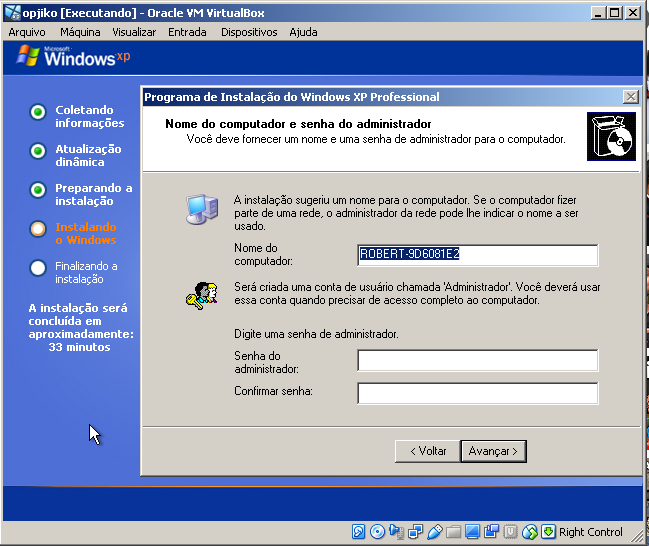 opjiko [Executando] - Oracle VM VirtualBox
Arquivo Máquina Visualizar Entrada Dispositivos Ajuda
Microsoft
Windows xp
Coletando
informações
Atualização
dinâmica
Preparando a
instalação
Instalando
o Windows
Finalizando a
instalação
A instalação será
concluída em
aproximadamente:
33 minutos
Programa de Instalação do Windows XP Professional
Nome do computador e senha do administrador
Você deve fornecer um nome e uma senha de administrador para o computador.
A instalação sugeriu um nome para o computador. Se o computador fizer
parte de uma rede, o administrador da rede pode lhe indicar o nome a ser
usado.
Nome do
computador:
ROBERT-9D6081E2
Será criada uma conta de usuário chamada 'Administrador'. Você deverá usar
essa conta quando precisar de acesso completo ao computador.
Digite uma senha de administrador.
Senha do
administrador:
Confirmar senha:
< Voltar
Avançar >
Right Control